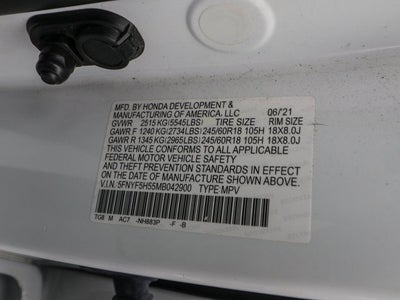 MFD. BY HONDA DEVELOPMENT &
MANUFACTURING OF AMERICA, LLC 06/21
GVWR 2515 KG(5545LBS) TIRE SIZE RIM SIZE
GAWR F 1240 KG(2734LBS) 245/60R18 105H 18X8.0J
GAWR R 1345 KG(2965LBS) 245/60R18 105H 18X8.0J
THIS VEHICLE CONFORMS TO ALL APPLICABLE
FEDERAL MOTOR VEHICLE SAFETY
AND THEFT PREVENTION STANDARDS IN EFFECT
ON THE DATE OF MANUFACTURE SHOWN ABOVE.
V.I.N. 5FNYF5H55MB042900 TYPE: MPV
TG8 M AC7 -NH883P -F -B